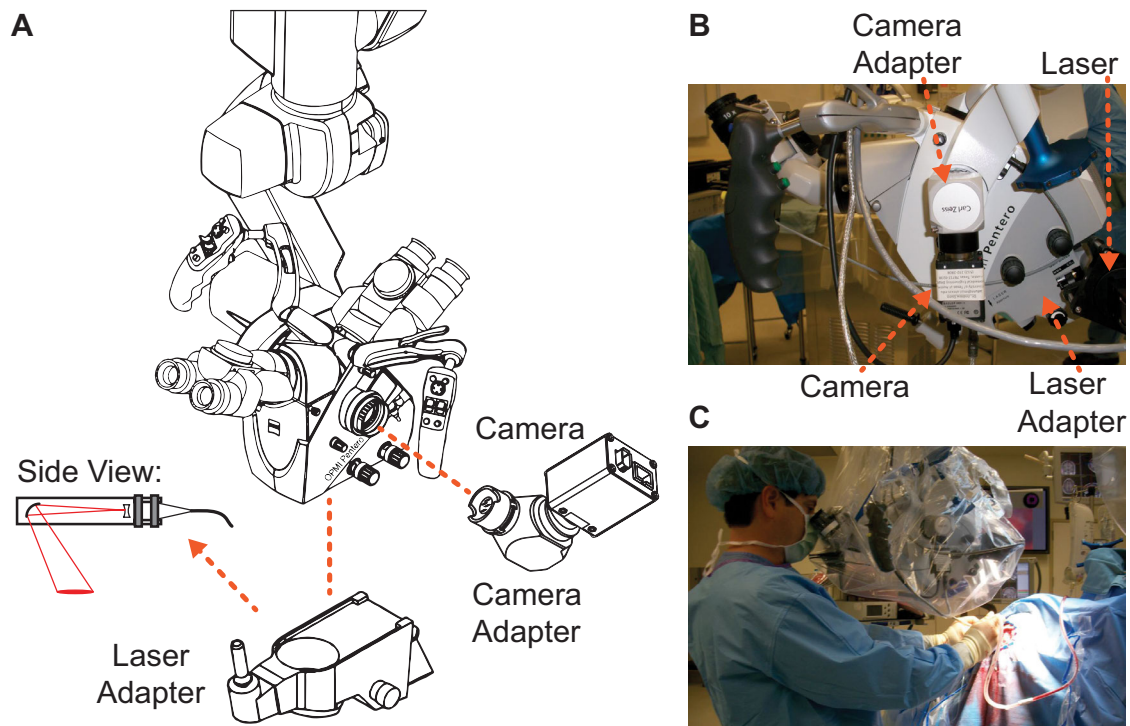 A
OPMI Pentero
Camera
Side View:
Camera
Adapter
Laser
Adapter
B
Camera
Adapter
Laser
Carl Zeiss
Pentero
Camera
Laser
Adapter
C